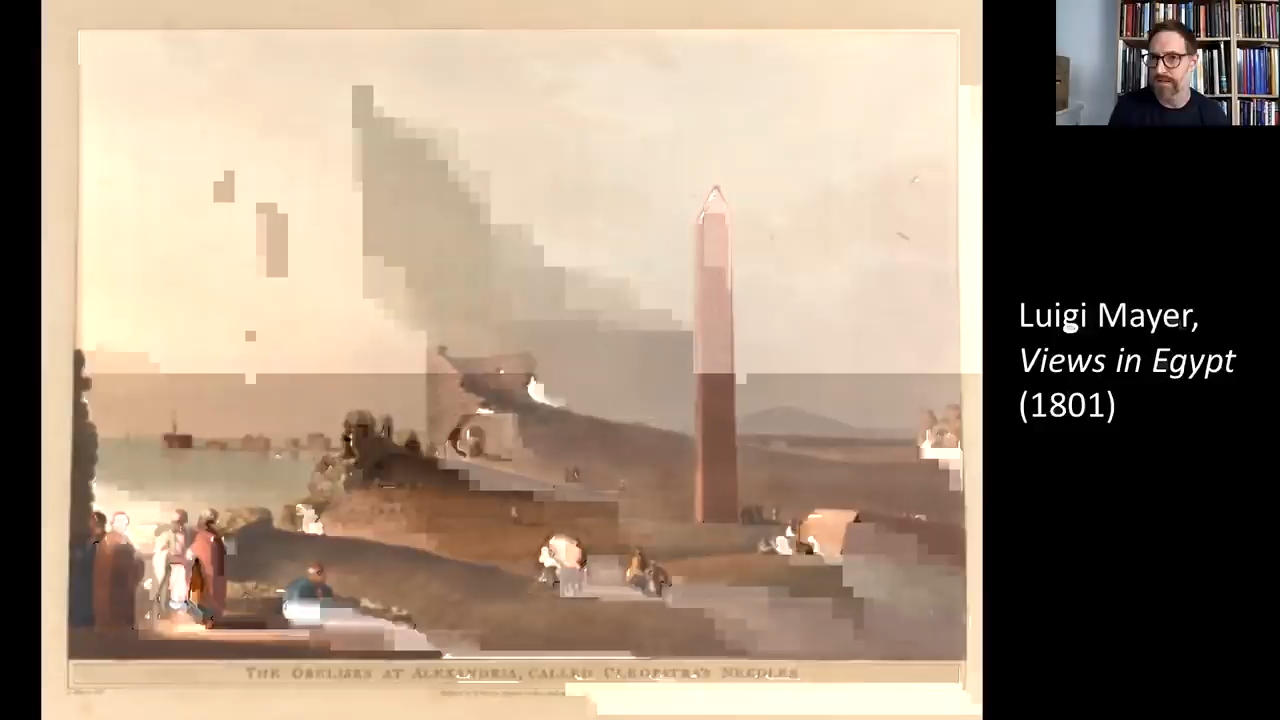 THE OBELISKS AT ALEXANDRIA, CALLED CLEOPATRA'S NEEDLES
Luigi Mayer,
Views in Egypt
(1801)